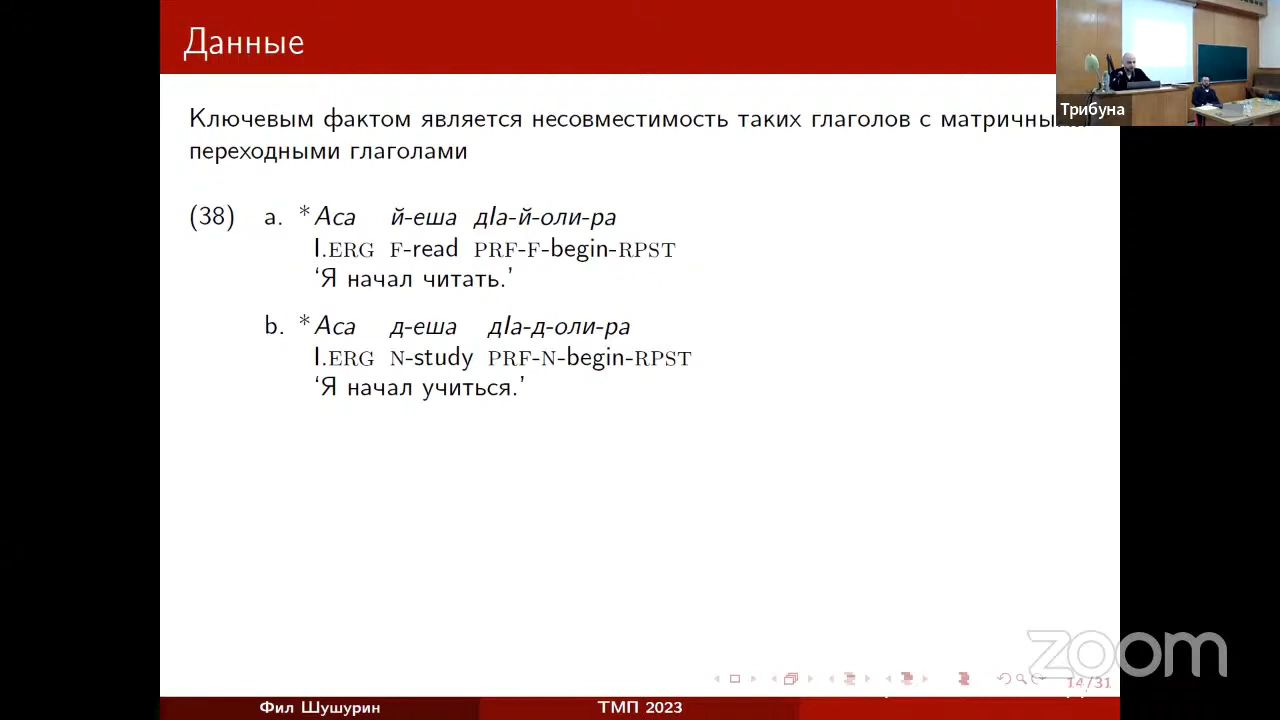 Данные
Трибуна
Ключевым фактом является несовместимость таких глаголов с матричными
переходными глаголами
(38) a. *Аса й-еша дIа-й-оли-ра
I.ERG F-read PRF-F-begin-RPST
‘Я начал читать.’
b. *Аса д-еша дIа-д-оли-ра
I.ERG N-study PRF-N-begin-RPST
‘Я начал учиться.’
zoom
14/31
Фил Шушурин ТМП 2023